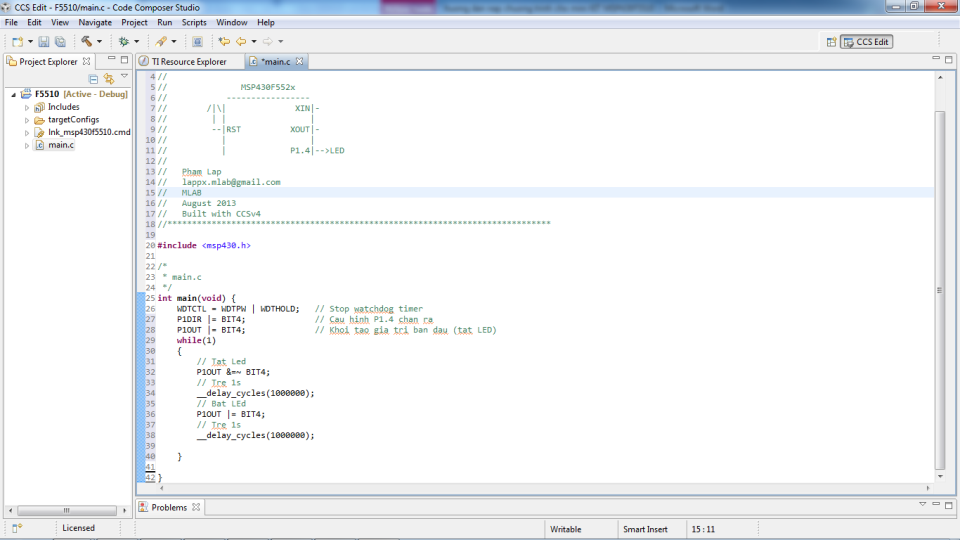 CCS Edit - F5510/main.c - Code Composer Studio
File Edit View Navigate Project Run Scripts Window Help
CCS Edit
Project Explorer
TI Resource Explorer
*main.c
F5510 [Active - Debug]
Includes
targetConfigs
lnk_msp430f5510.cmd
main.c
4 //
5 // MSP430F552x
6 // -----------------
7 // /|\| XIN|-
8 // | | |
9 // --|RST XOUT|-
10 // | |
11 // | P1.4|-->LED
12 //
13 // Pham Lap
14 // lappx.mlab@gmail.com
15 // MLAB
16 // August 2013
17 // Built with CCSv4
18 //******************************************************************************
19
20 #include <msp430.h>
21
22 /*
23 * main.c
24 */
25 int main(void) {
26 WDTCTL = WDTPW | WDTHOLD; // Stop watchdog timer
27 P1DIR |= BIT4; // Cau hinh P1.4 chan ra
28 P1OUT |= BIT4; // Khoi tao gia tri ban dau (tat LED)
29 while(1)
30 {
31 // Tat Led
32 P1OUT &=~ BIT4;
33 // Tre 1s
34 __delay_cycles(1000000);
35 // Bat LEd
36 P1OUT |= BIT4;
37 // Tre 1s
38 __delay_cycles(1000000);
39
40 }
41
42 }
Problems
Licensed
Writable
Smart Insert
15 : 11